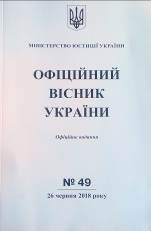 МІНІСТЕРСТВО ЮСТИЦІЇ УКРАЇНИ
ОФІЦІЙНИЙ
ВІСНИК
УКРАЇНИ
Офіційне видання
№ 49
26 червня 2018 року